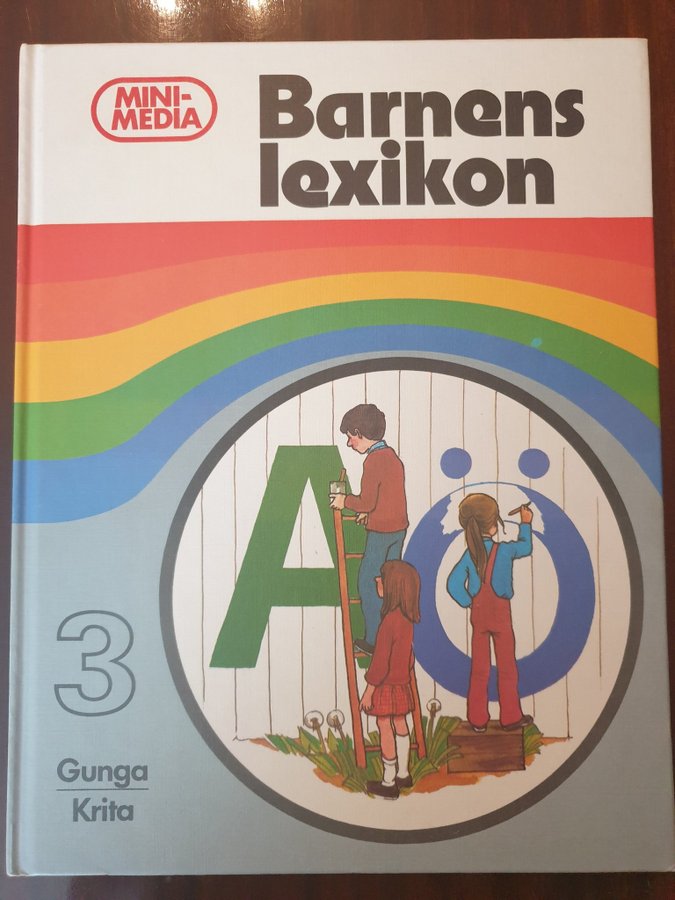 MINI-
MEDIA
Barnens
lexikon
A Ö
3
Gunga
Krita